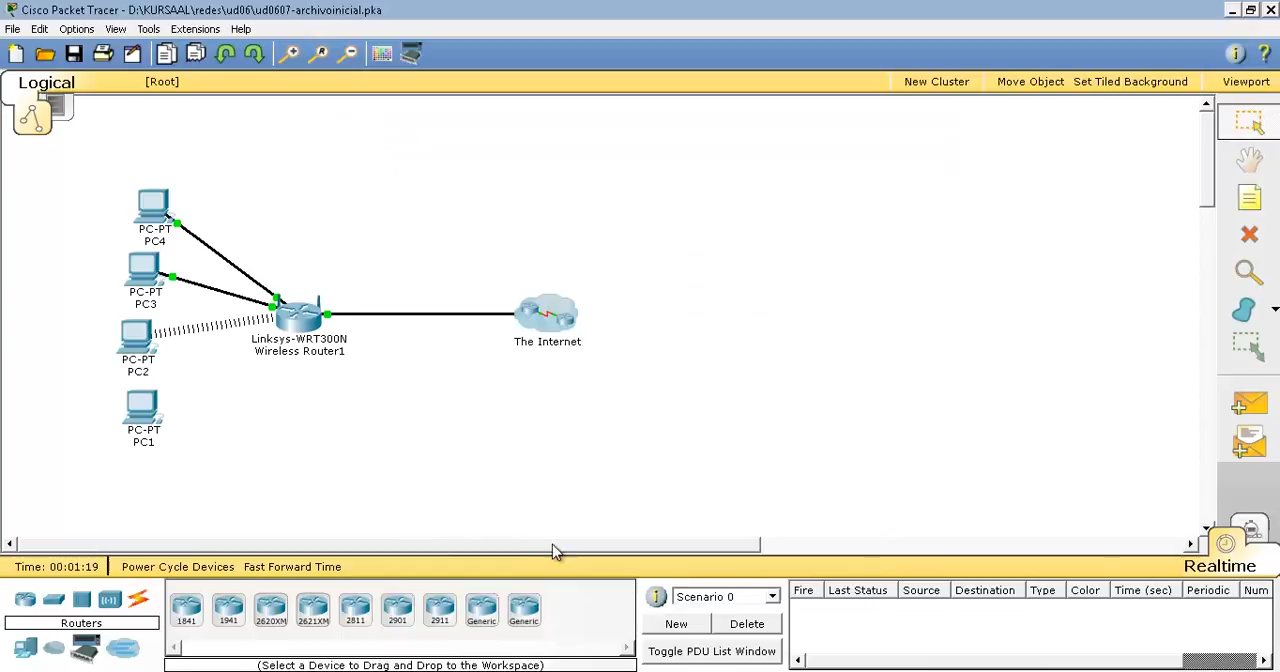 Cisco Packet Tracer - D:\KURSAAL\redes\ud06\ud0607-archivoinicial.pka
File Edit Options View Tools Extensions Help
Logical [Root] New Cluster Move Object Set Tiled Background Viewport
PC-PT
PC4
PC-PT
PC3
PC-PT
PC2
PC-PT
PC1
Linksys-WRT300N
Wireless Router1
The Internet
Time: 00:01:19 Power Cycle Devices Fast Forward Time Realtime
Routers
1841 1941 2620XM 2621XM 2811 2901 2911 Generic Generic
(Select a Device to Drag and Drop to the Workspace)
Scenario 0
New Delete
Toggle PDU List Window
Fire Last Status Source Destination Type Color Time (sec) Periodic Num